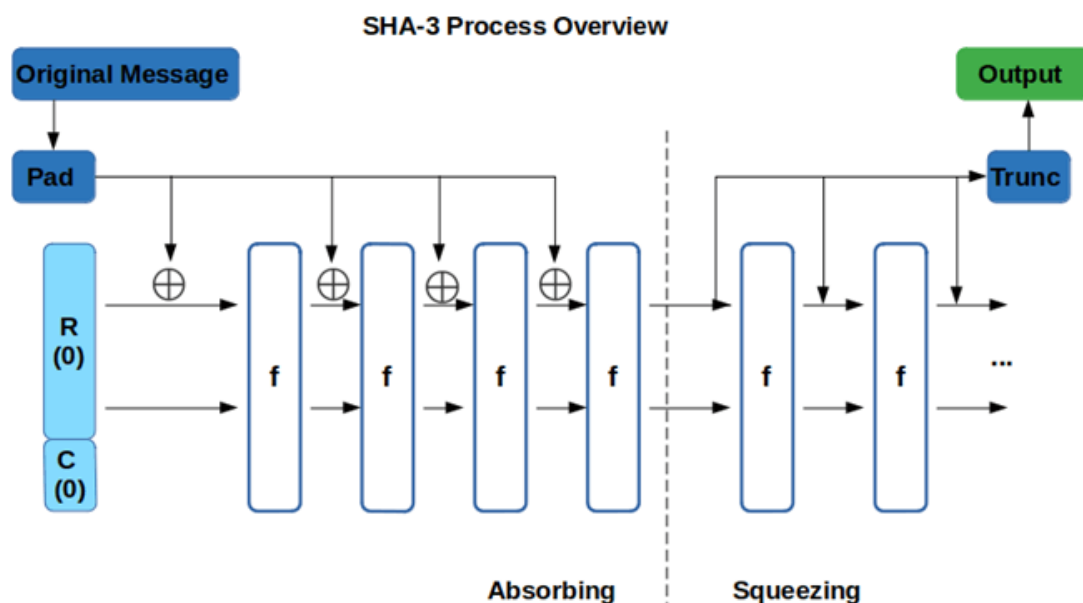 SHA-3 Process Overview
Original Message
Output
Pad
Trunc
R
(0)
f
f
f
f
f
f
...
C
(0)
Absorbing
Squeezing